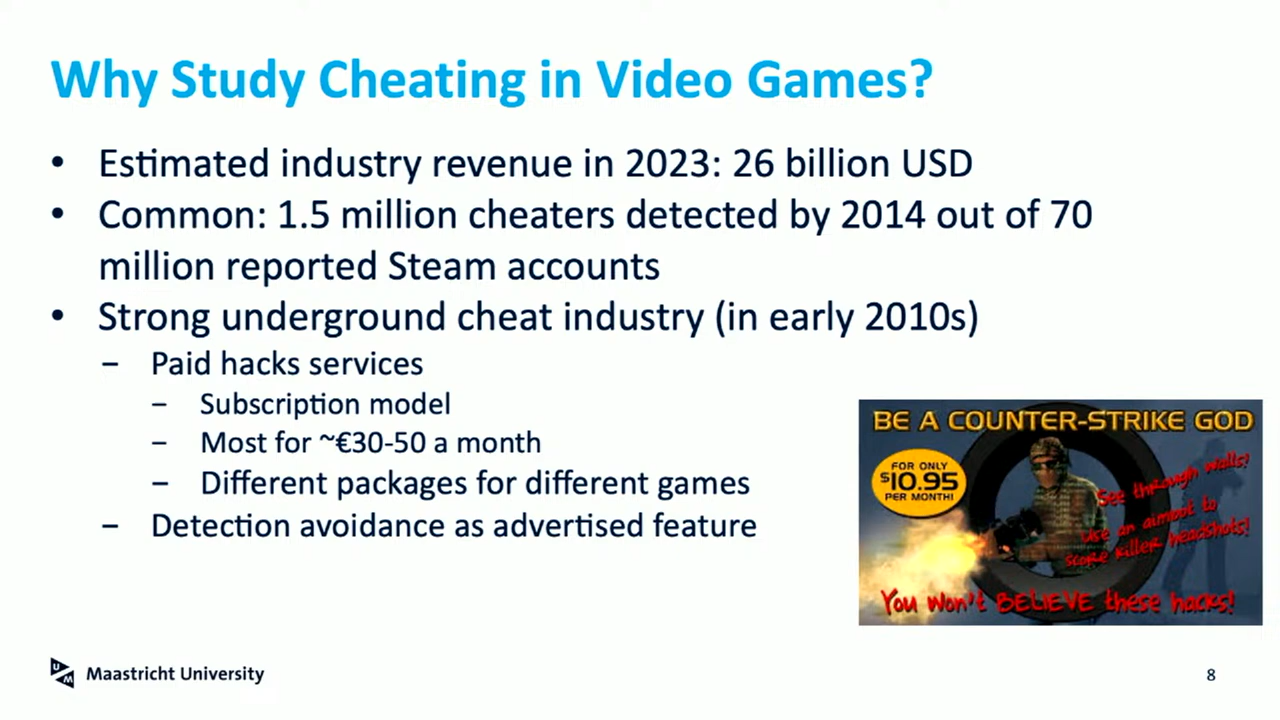 Why Study Cheating in Video Games?
• Estimated industry revenue in 2023: 26 billion USD
• Common: 1.5 million cheaters detected by 2014 out of 70
million reported Steam accounts
• Strong underground cheat industry (in early 2010s)
– Paid hacks services
– Subscription model
– Most for ~€30-50 a month
– Different packages for different games
– Detection avoidance as advertised feature
BE A COUNTER-STRIKE GOD
FOR ONLY
$10.95
PER MONTH!
See through walls!
Use an aimbot to
score killer headshots!
You won't BELIEVE these hacks!
UM
Maastricht University
8